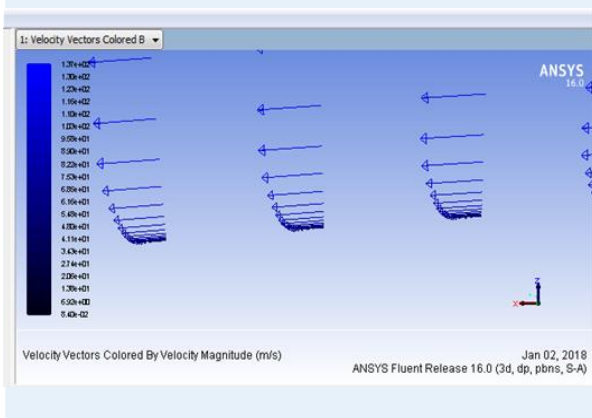 1: Velocity Vectors Colored B
ANSYS
16.0
1.37e+02
1.30e+02
1.23e+02
1.16e+02
1.10e+02
1.03e+02
9.58e+01
8.90e+01
8.22e+01
7.53e+01
6.85e+01
6.16e+01
5.48e+01
4.80e+01
4.11e+01
3.43e+01
2.74e+01
2.06e+01
1.38e+01
6.92e+00
8.40e-02
Z
X
Velocity Vectors Colored By Velocity Magnitude (m/s)
Jan 02, 2018
ANSYS Fluent Release 16.0 (3d, dp, pbns, S-A)